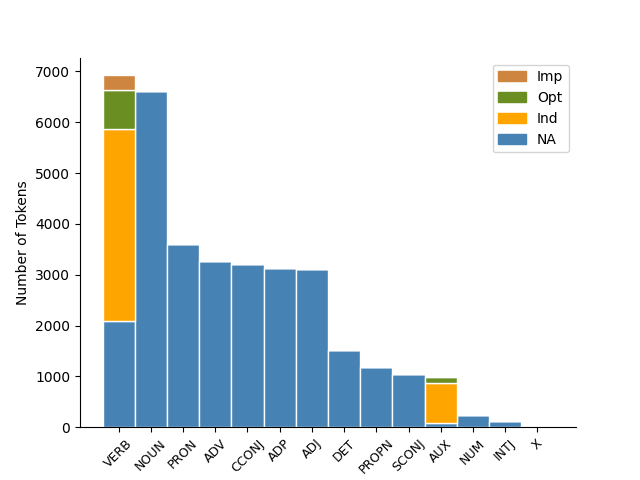 7000
6000
5000
4000
3000
2000
1000
0
Number of Tokens
Imp
Opt
Ind
NA
VERB
NOUN
PRON
ADV
CCONJ
ADP
ADJ
DET
PROPN
SCONJ
AUX
NUM
INTJ
X